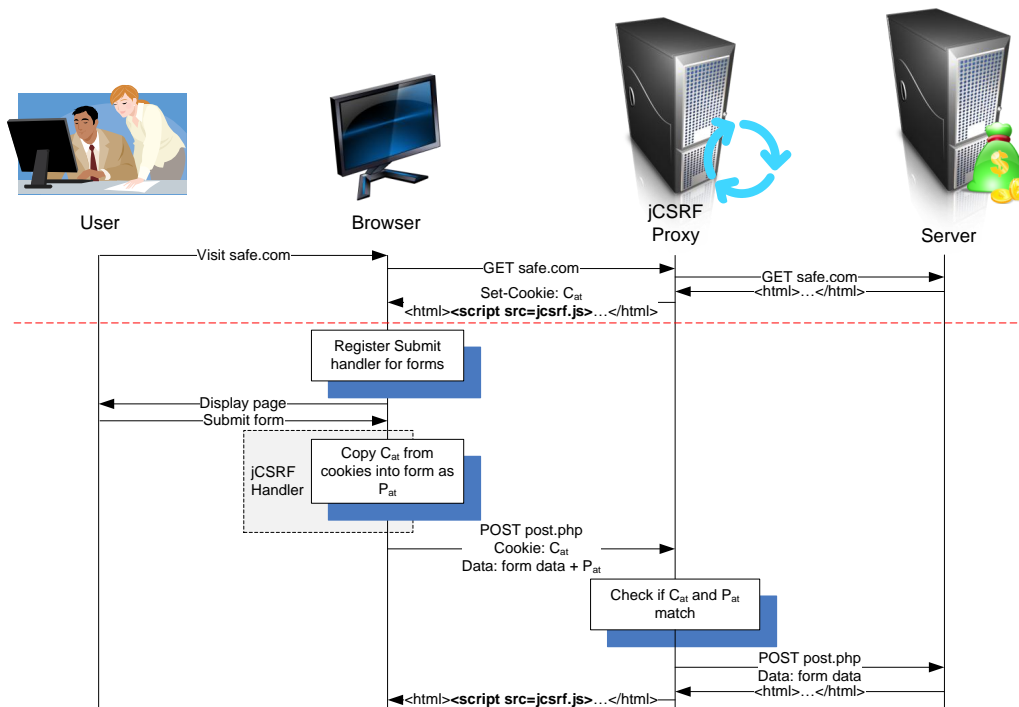 User
Browser
jCSRF
Proxy
Server
Visit safe.com
GET safe.com
GET safe.com
<html>…</html>
Set-Cookie: Cat
<html><script src=jcsrf.js>…</html>
Register Submit
handler for forms
Display page
Submit form
jCSRF
Handler
Copy Cat from
cookies into form as
Pat
POST post.php
Cookie: Cat
Data: form data + Pat
Check if Cat and Pat
match
POST post.php
Data: form data
<html>…</html>
<html><script src=jcsrf.js>…</html>